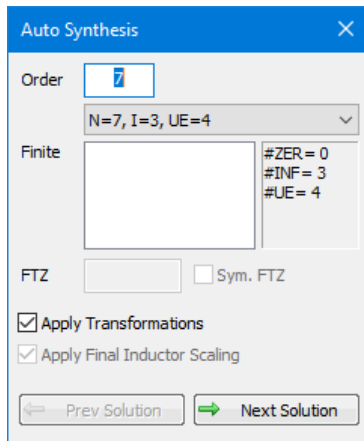 Auto Synthesis
Order 7
N=7, I=3, UE=4
Finite
#ZER= 0
#INF= 3
#UE= 4
FTZ Sym. FTZ
Apply Transformations
Apply Final Inductor Scaling
Prev Solution Next Solution